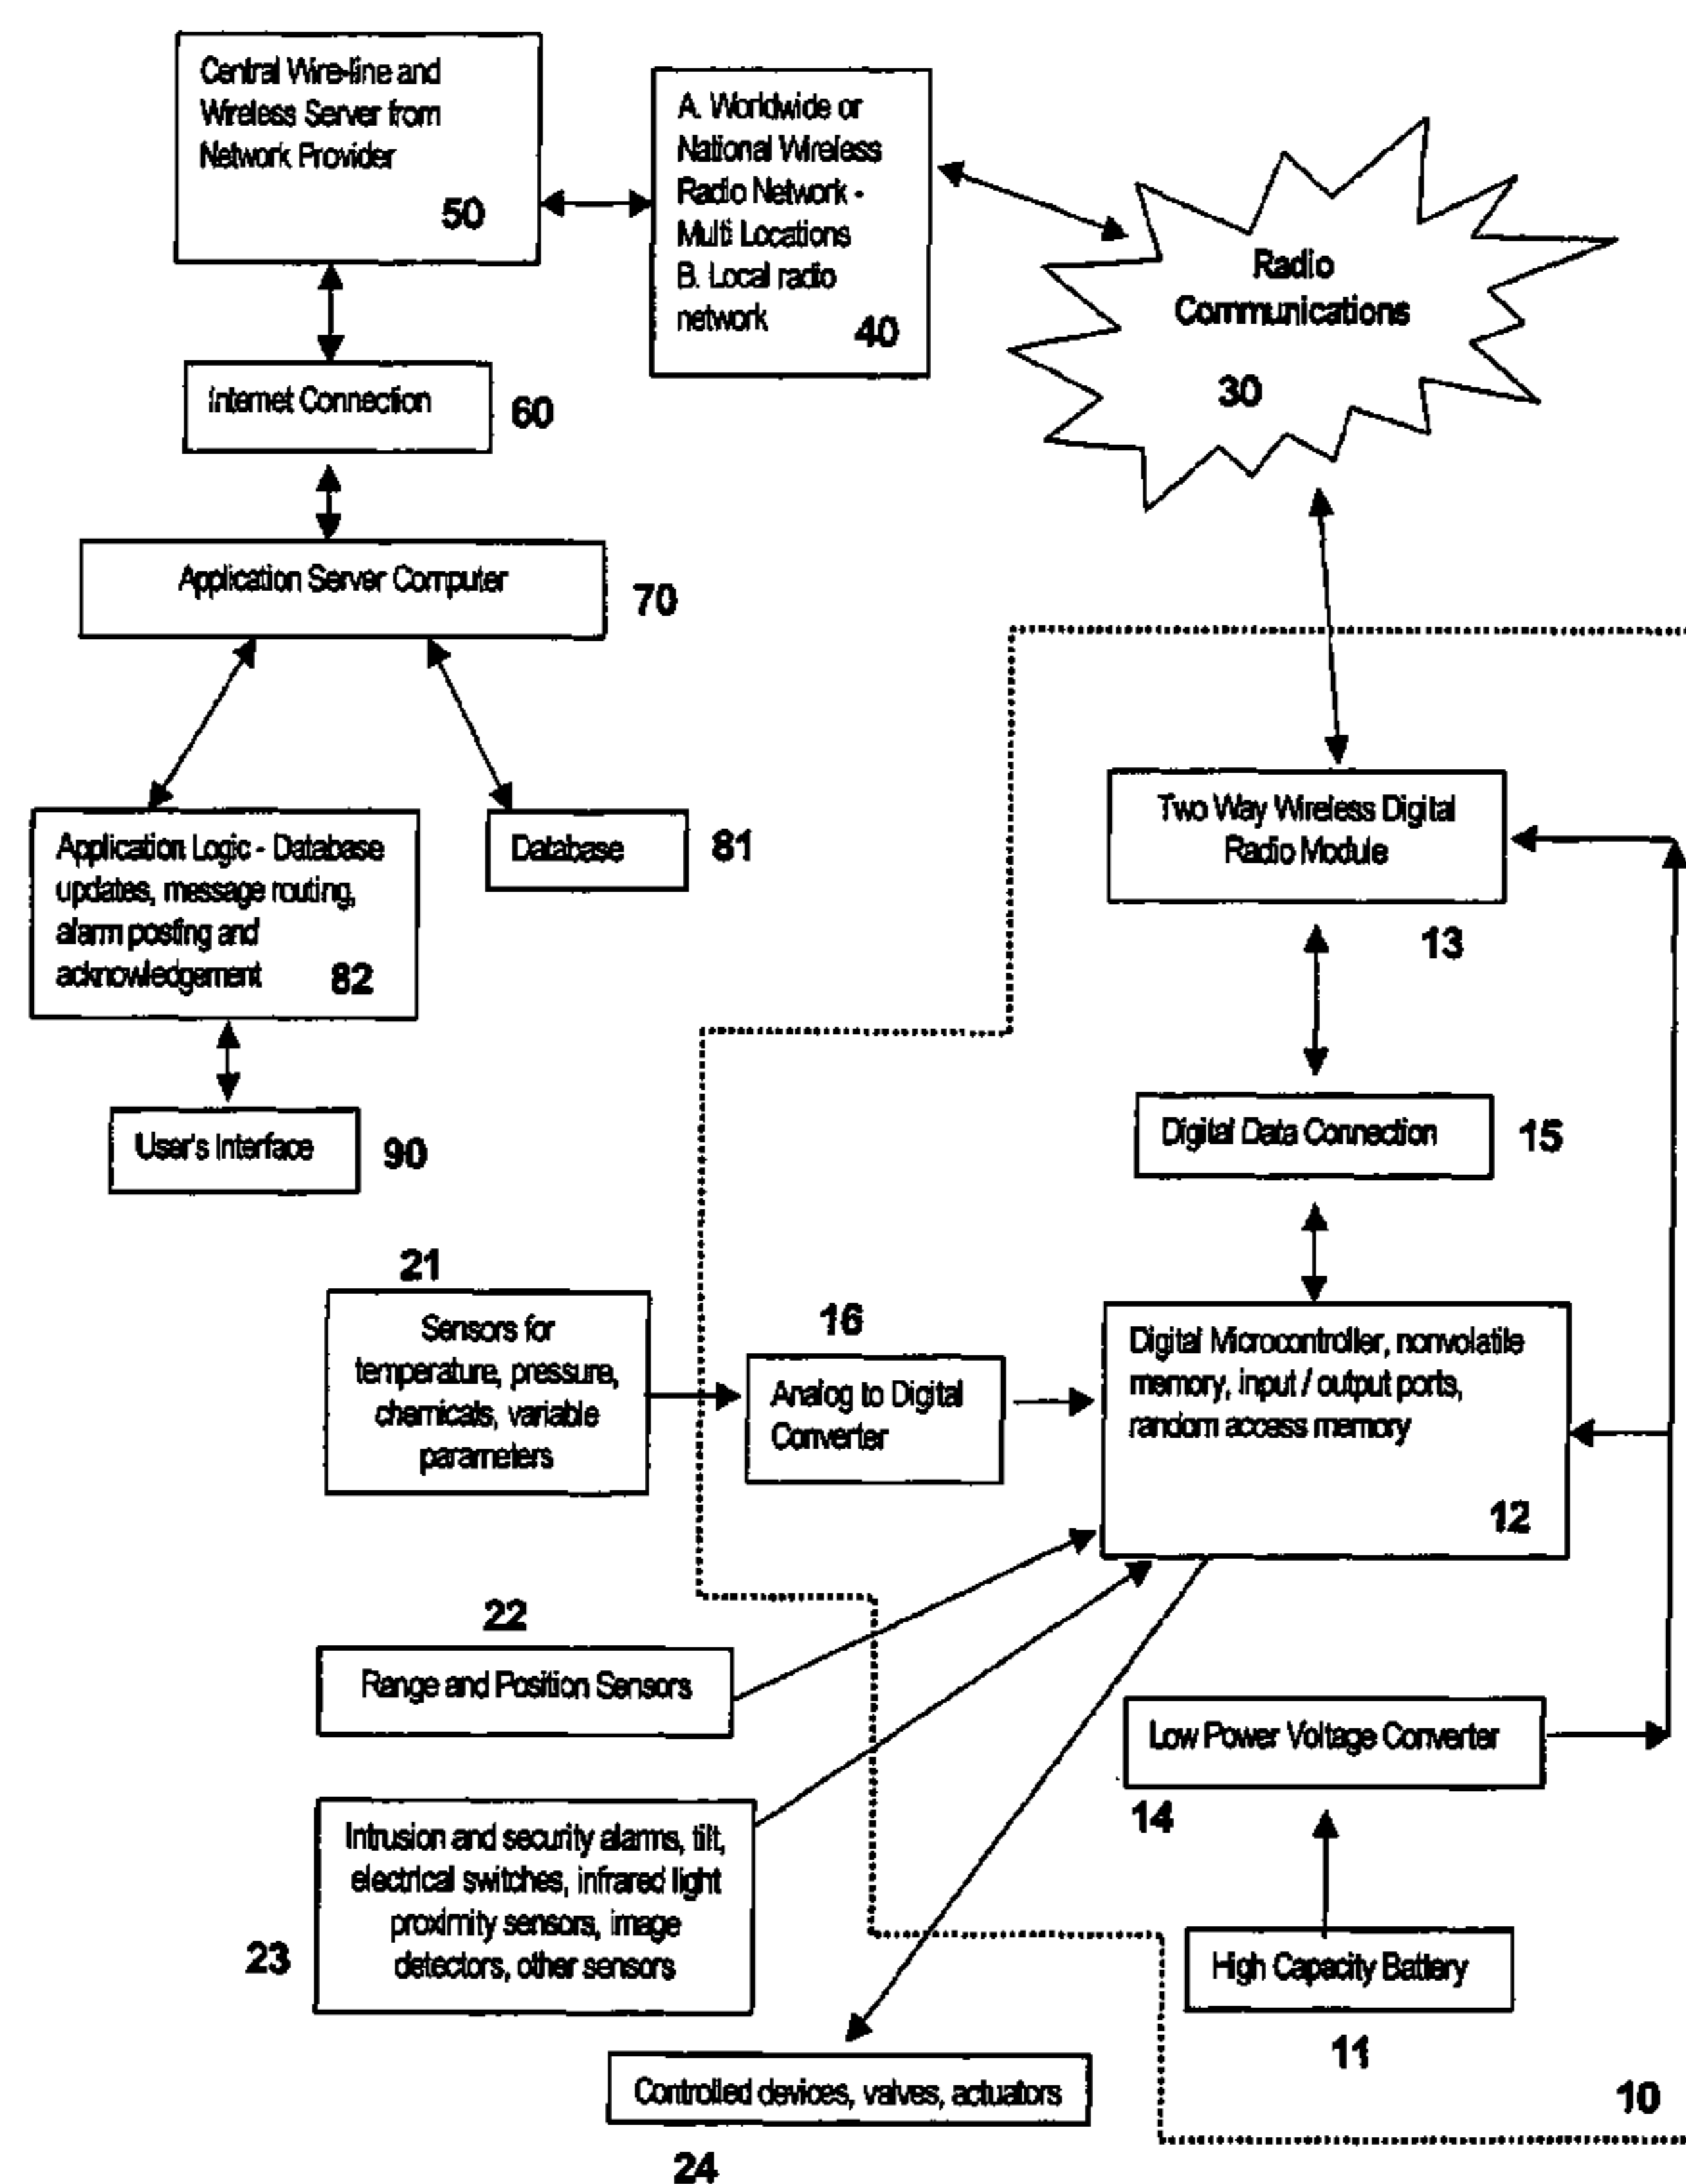 Central Wire-line and
Wireless Server from
Network Provider
50
A. Worldwide or
National Wireless
Radio Network -
Multi Locations
B. Local radio
network
40
Radio
Communications
30
Internet Connection
60
Application Server Computer
70
Application Logic - Database
updates, message routing,
alarm posting and
acknowledgement
82
Database
81
Two Way Wireless Digital
Radio Module
13
User's Interface
90
Digital Data Connection
15
21
Sensors for
temperature, pressure,
chemicals, variable
parameters
16
Analog to Digital
Converter
Digital Microcontroller, nonvolatile
memory, input / output ports,
random access memory
12
22
Range and Position Sensors
Low Power Voltage Converter
14
Intrusion and security alarms, tilt,
electrical switches, infrared light
proximity sensors, image
detectors, other sensors
23
High Capacity Battery
11
10
Controlled devices, valves, actuators
24